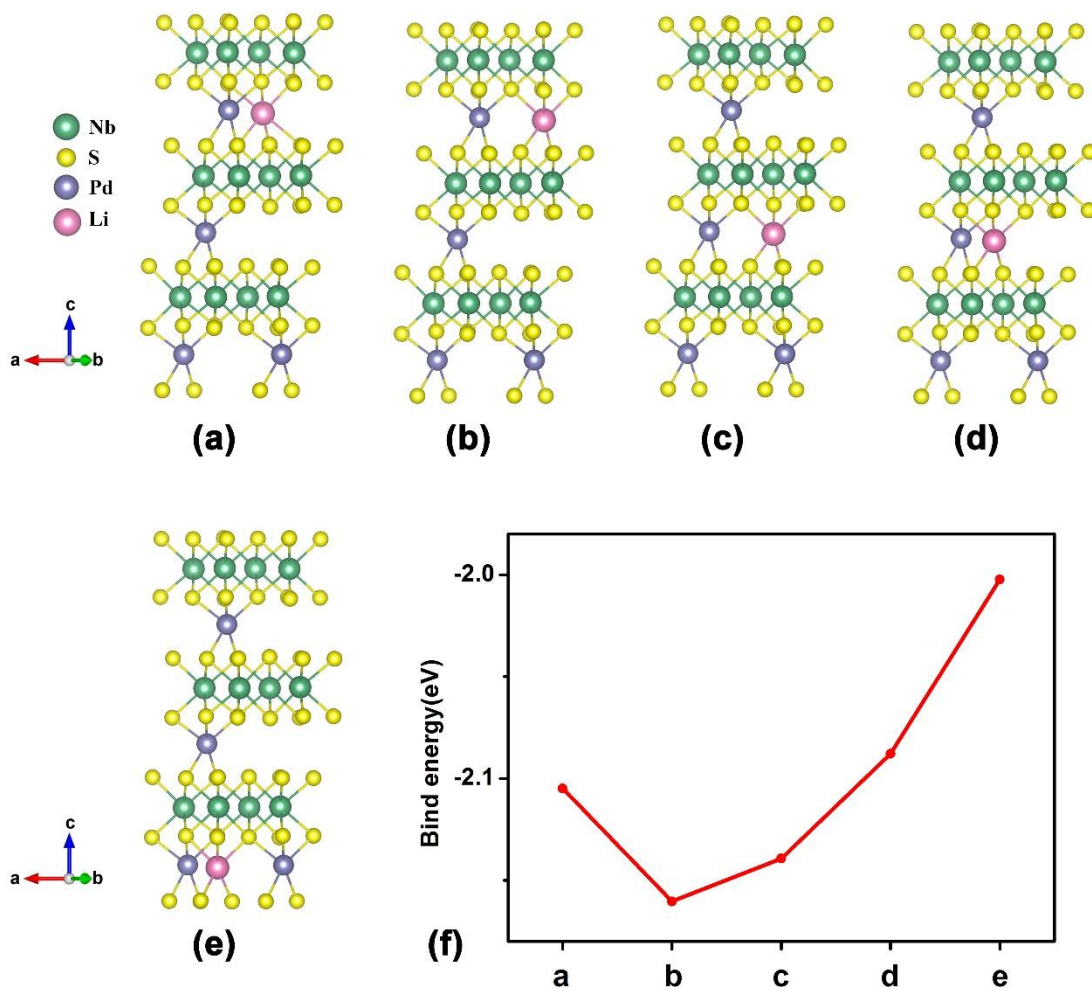 Nb
S
Pd
Li
c
a b
(a) (b) (c) (d)
c
a b
(e)
(f)
Bind energy(eV)
-2.0
-2.1
a b c d e